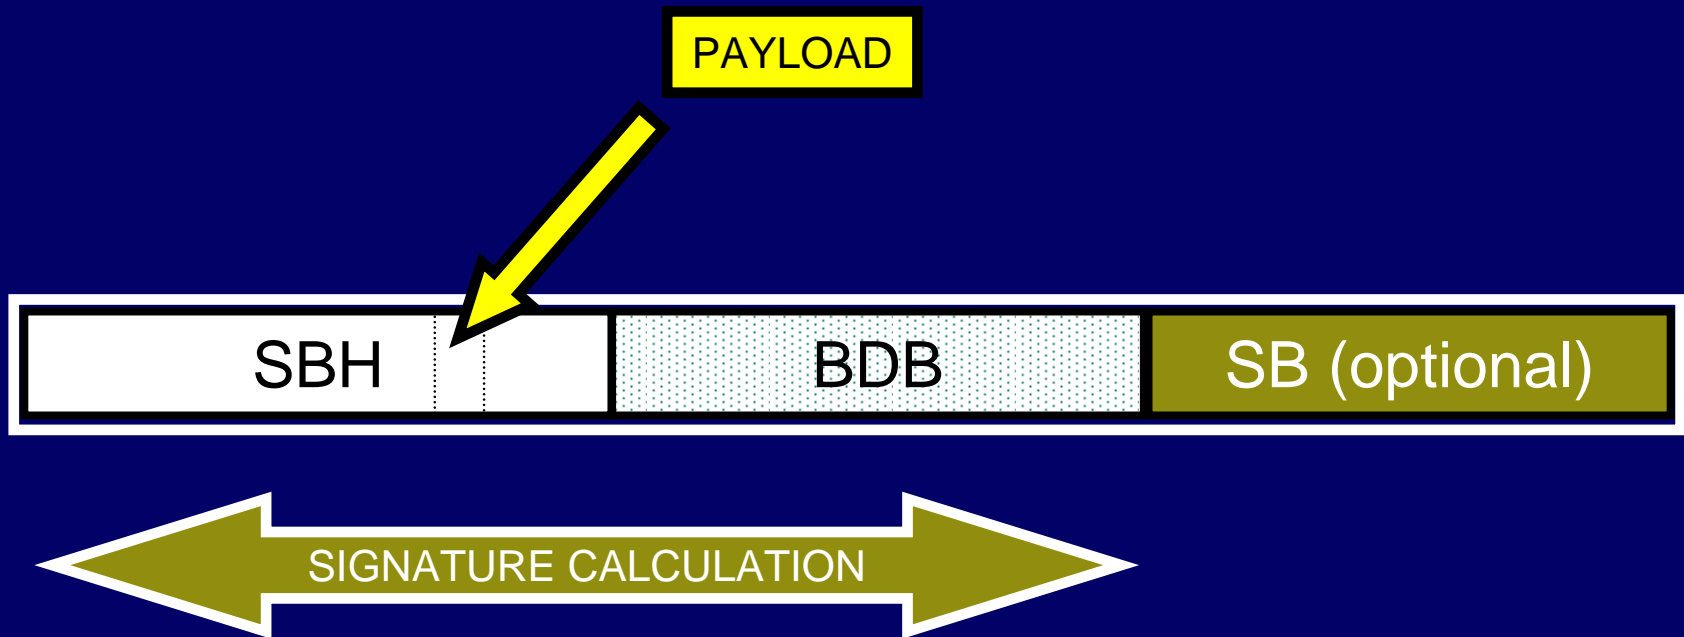 PAYLOAD
SBH
BDB
SB (optional)
SIGNATURE CALCULATION